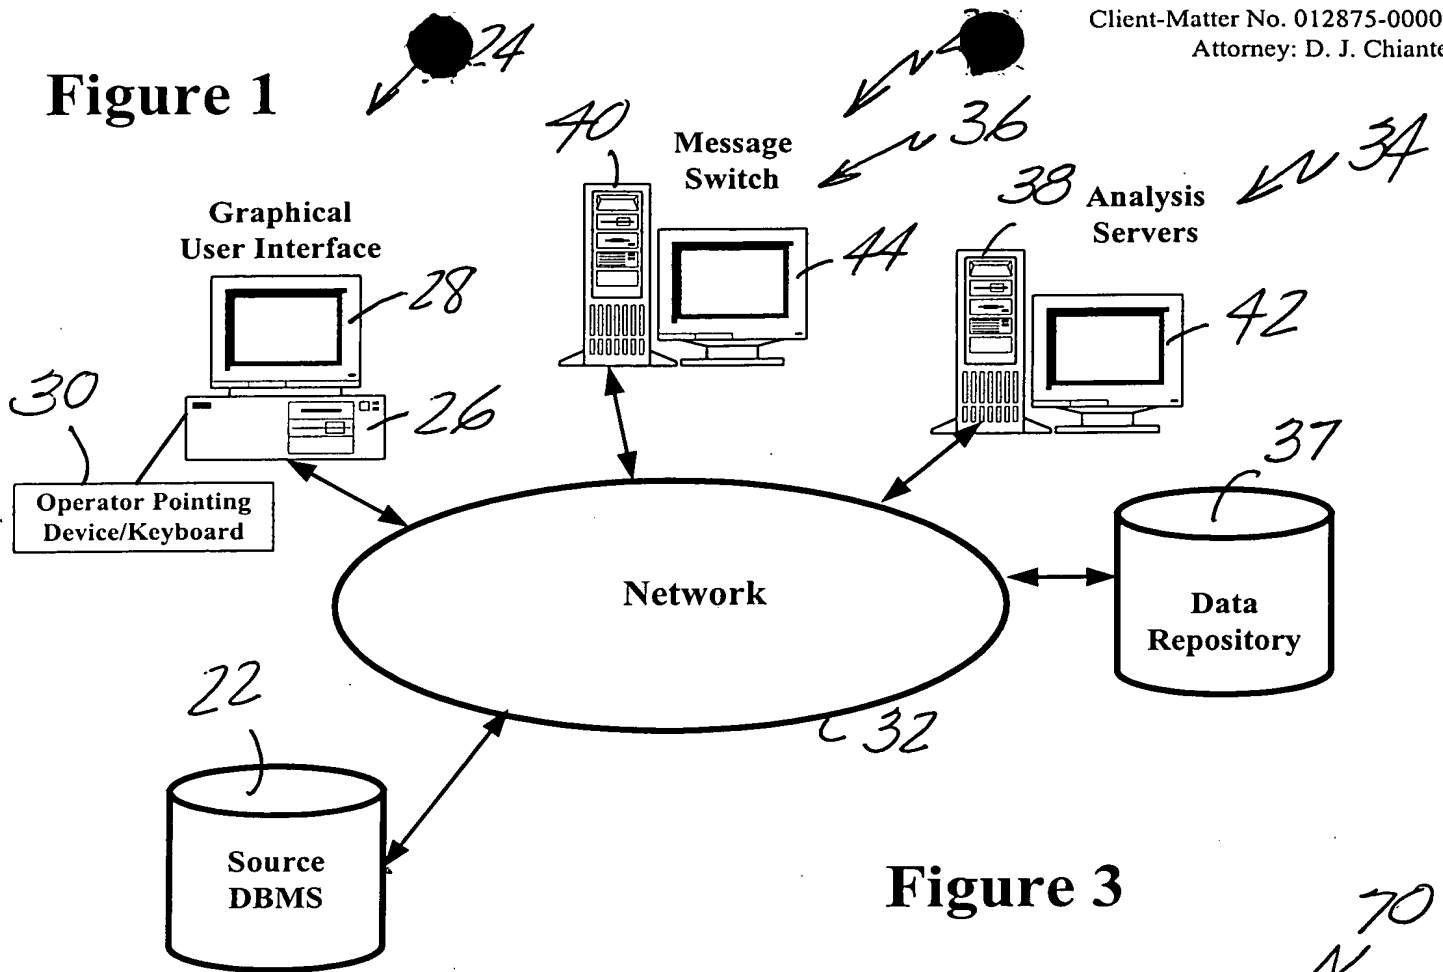 Client-Matter No. 012875-0000
Attorney: D. J. Chiante
Figure 1
24
36
34
40
Message
Switch
38
Analysis
Servers
Graphical
User Interface
28
44
42
30
26
Operator Pointing
Device/Keyboard
37
Network
Data
Repository
22
32
Source
DBMS
Figure 3
70